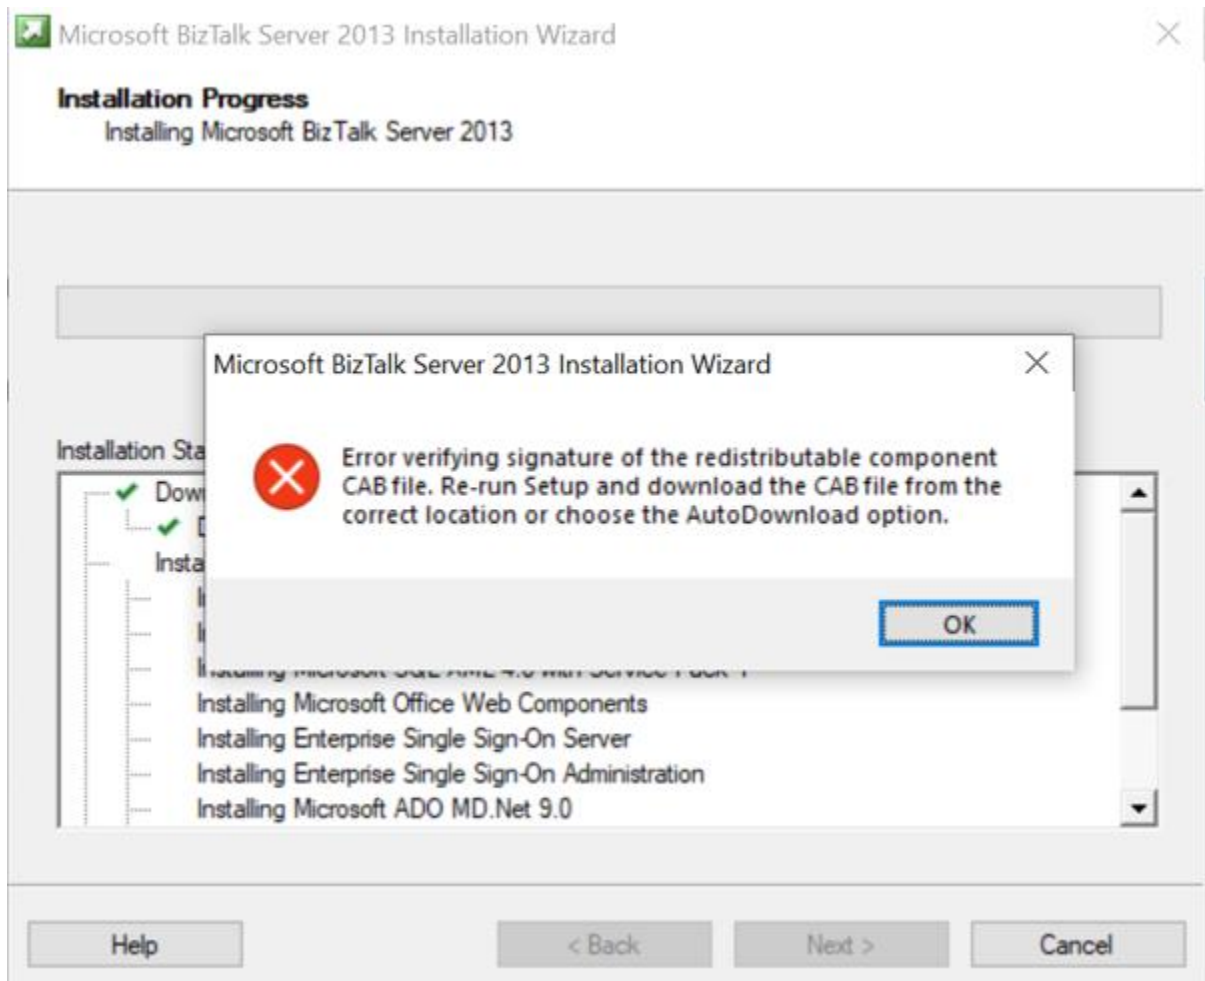 Microsoft BizTalk Server 2013 Installation Wizard
Installation Progress
Installing Microsoft BizTalk Server 2013
Microsoft BizTalk Server 2013 Installation Wizard
Error verifying signature of the redistributable component
CAB file. Re-run Setup and download the CAB file from the
correct location or choose the AutoDownload option.
OK
Installation Sta
Dow
Insta
Installing Microsoft Office Web Components
Installing Enterprise Single Sign-On Server
Installing Enterprise Single Sign-On Administration
Installing Microsoft ADO MD.Net 9.0
Help
< Back
Next >
Cancel